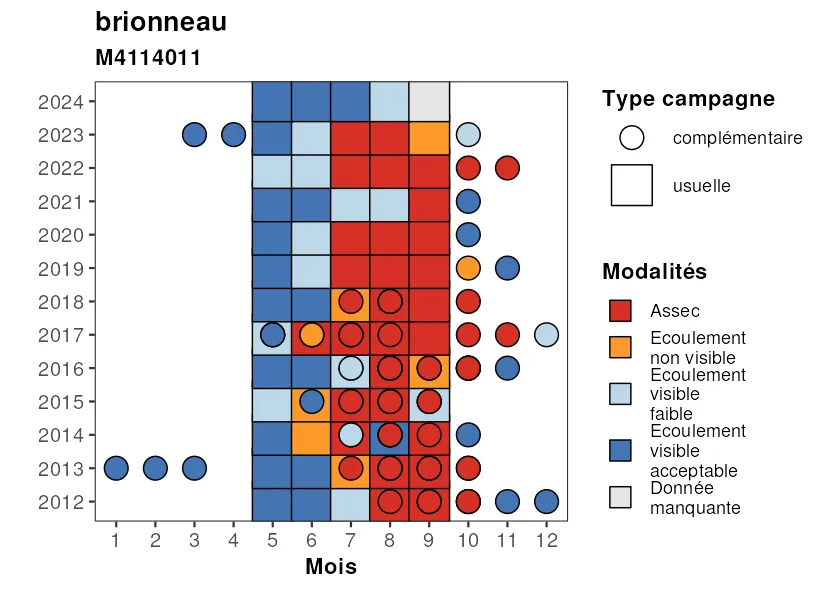 brionneau
M4114011
2024
2023
2022
2021
2020
2019
2018
2017
2016
2015
2014
2013
2012
1 2 3 4 5 6 7 8 9 10 11 12
Mois
Type campagne
complémentaire
usuelle
Modalités
Assec
Ecoulement
non visible
Ecoulement
visible
faible
Ecoulement
visible
acceptable
Donnée
manquante